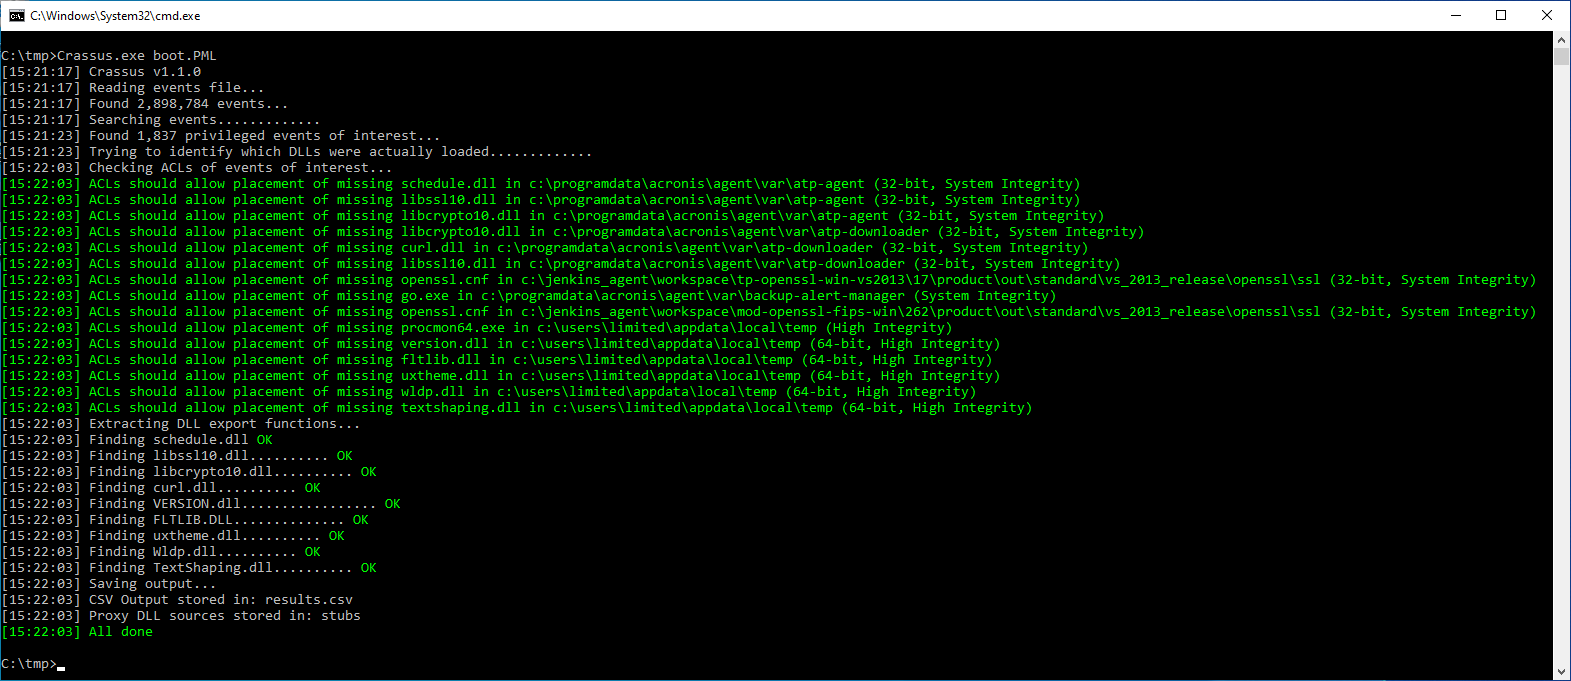 C:\Windows\System32\cmd.exe
C:\tmp>Crassus.exe boot.PML
[15:21:17] Crassus v1.1.0
[15:21:17] Reading events file...
[15:21:17] Found 2,898,784 events...
[15:21:17] Searching events.............
[15:21:23] Found 1,837 privileged events of interest...
[15:21:23] Trying to identify which DLLs were actually loaded.............
[15:22:03] Checking ACLs of events of interest...
[15:22:03] ACLs should allow placement of missing schedule.dll in c:\programdata\acronis\agent\var\atp-agent (32-bit, System Integrity)
[15:22:03] ACLs should allow placement of missing libssl10.dll in c:\programdata\acronis\agent\var\atp-agent (32-bit, System Integrity)
[15:22:03] ACLs should allow placement of missing libcrypto10.dll in c:\programdata\acronis\agent\var\atp-agent (32-bit, System Integrity)
[15:22:03] ACLs should allow placement of missing libcrypto10.dll in c:\programdata\acronis\agent\var\atp-downloader (32-bit, System Integrity)
[15:22:03] ACLs should allow placement of missing curl.dll in c:\programdata\acronis\agent\var\atp-downloader (32-bit, System Integrity)
[15:22:03] ACLs should allow placement of missing libssl10.dll in c:\programdata\acronis\agent\var\atp-downloader (32-bit, System Integrity)
[15:22:03] ACLs should allow placement of missing openssl.cnf in c:\jenkins_agent\workspace\tp-openssl-win-vs2013\17\product\out\standard\vs_2013_release\openssl\ssl (32-bit, System Integrity)
[15:22:03] ACLs should allow placement of missing go.exe in c:\programdata\acronis\agent\var\backup-alert-manager (System Integrity)
[15:22:03] ACLs should allow placement of missing openssl.cnf in c:\jenkins_agent\workspace\mod-openssl-fips-win\262\product\out\standard\vs_2013_release\openssl\ssl (32-bit, System Integrity)
[15:22:03] ACLs should allow placement of missing procmon64.exe in c:\users\limited\appdata\local\temp (High Integrity)
[15:22:03] ACLs should allow placement of missing version.dll in c:\users\limited\appdata\local\temp (64-bit, High Integrity)
[15:22:03] ACLs should allow placement of missing fltlib.dll in c:\users\limited\appdata\local\temp (64-bit, High Integrity)
[15:22:03] ACLs should allow placement of missing uxtheme.dll in c:\users\limited\appdata\local\temp (64-bit, High Integrity)
[15:22:03] ACLs should allow placement of missing wldp.dll in c:\users\limited\appdata\local\temp (64-bit, High Integrity)
[15:22:03] ACLs should allow placement of missing textshaping.dll in c:\users\limited\appdata\local\temp (64-bit, High Integrity)
[15:22:03] Extracting DLL export functions...
[15:22:03] Finding schedule.dll OK
[15:22:03] Finding libssl10.dll.......... OK
[15:22:03] Finding libcrypto10.dll.......... OK
[15:22:03] Finding curl.dll.......... OK
[15:22:03] Finding VERSION.dll................. OK
[15:22:03] Finding FLTLIB.DLL.............. OK
[15:22:03] Finding uxtheme.dll.......... OK
[15:22:03] Finding Wldp.dll.......... OK
[15:22:03] Finding TextShaping.dll.......... OK
[15:22:03] Saving output...
[15:22:03] CSV Output stored in: results.csv
[15:22:03] Proxy DLL sources stored in: stubs
[15:22:03] All done
C:\tmp>